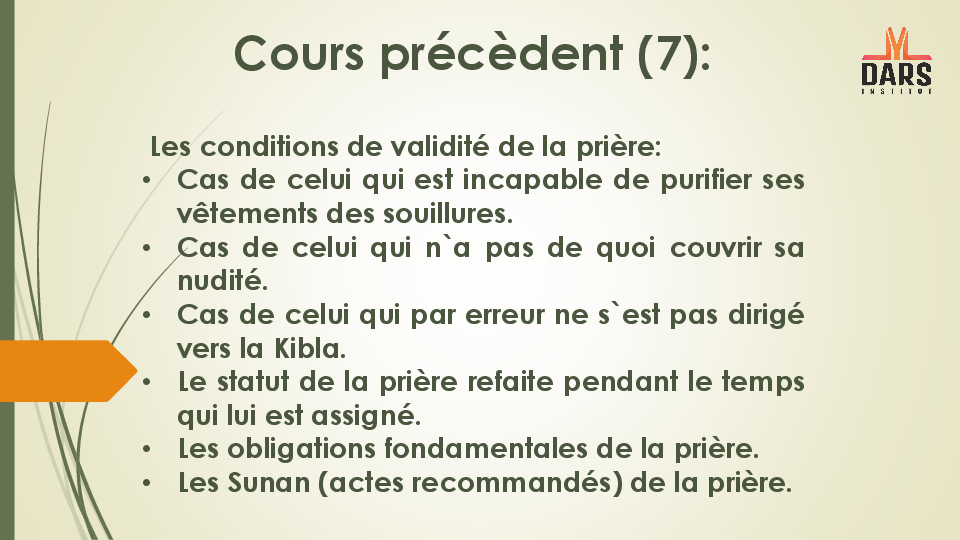 Cours précèdent (7):
DARS
INSTITUT
Les conditions de validité de la prière:
• Cas de celui qui est incapable de purifier ses
vêtements des souillures.
• Cas de celui qui n`a pas de quoi couvrir sa
nudité.
• Cas de celui qui par erreur ne s`est pas dirigé
vers la Kibla.
• Le statut de la prière refaite pendant le temps
qui lui est assigné.
• Les obligations fondamentales de la prière.
• Les Sunan (actes recommandés) de la prière.